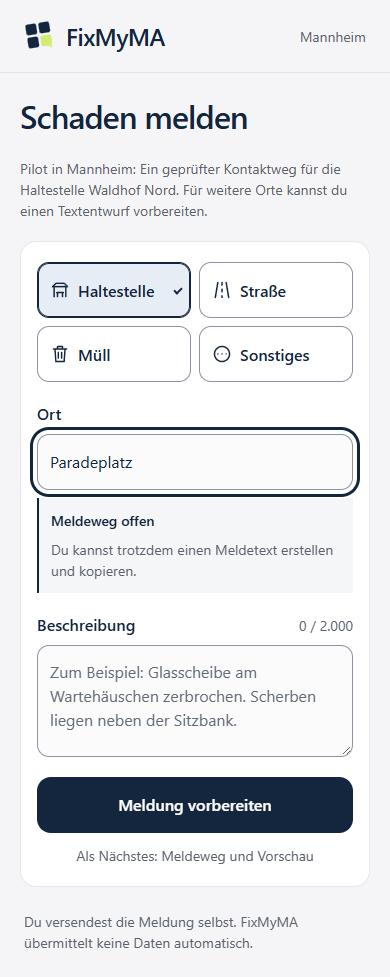 FixMyMA
Mannheim
Schaden melden
Pilot in Mannheim: Ein geprüfter Kontaktweg für die
Haltestelle Waldhof Nord. Für weitere Orte kannst du
einen Textentwurf vorbereiten.
Haltestelle
Straße
Müll
Sonstiges
Ort
Paradeplatz
Meldeweg offen
Du kannst trotzdem einen Meldetext erstellen
und kopieren.
Beschreibung
0 / 2.000
Zum Beispiel: Glasscheibe am
Wartehäuschen zerbrochen. Scherben
liegen neben der Sitzbank.
Meldung vorbereiten
Als Nächstes: Meldeweg und Vorschau
Du versendest die Meldung selbst. FixMyMA
übermittelt keine Daten automatisch.